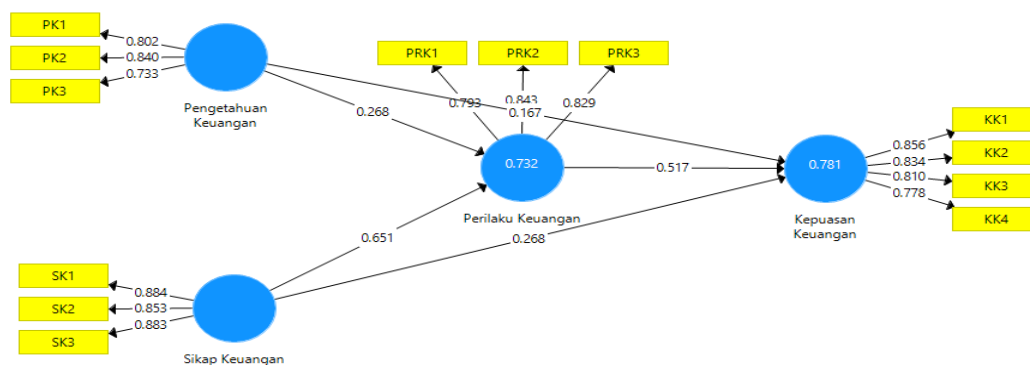 PK1
PK2
PK3
0.802
0.840
0.733
Pengetahuan
Keuangan
PRK1
PRK2
PRK3
0.793
0.843
0.829
0.167
0.268
0.732
Perilaku Keuangan
0.517
0.781
Kepuasan
Keuangan
0.856
0.834
0.810
0.778
KK1
KK2
KK3
KK4
0.651
0.268
SK1
SK2
SK3
0.884
0.853
0.883
Sikap Keuangan